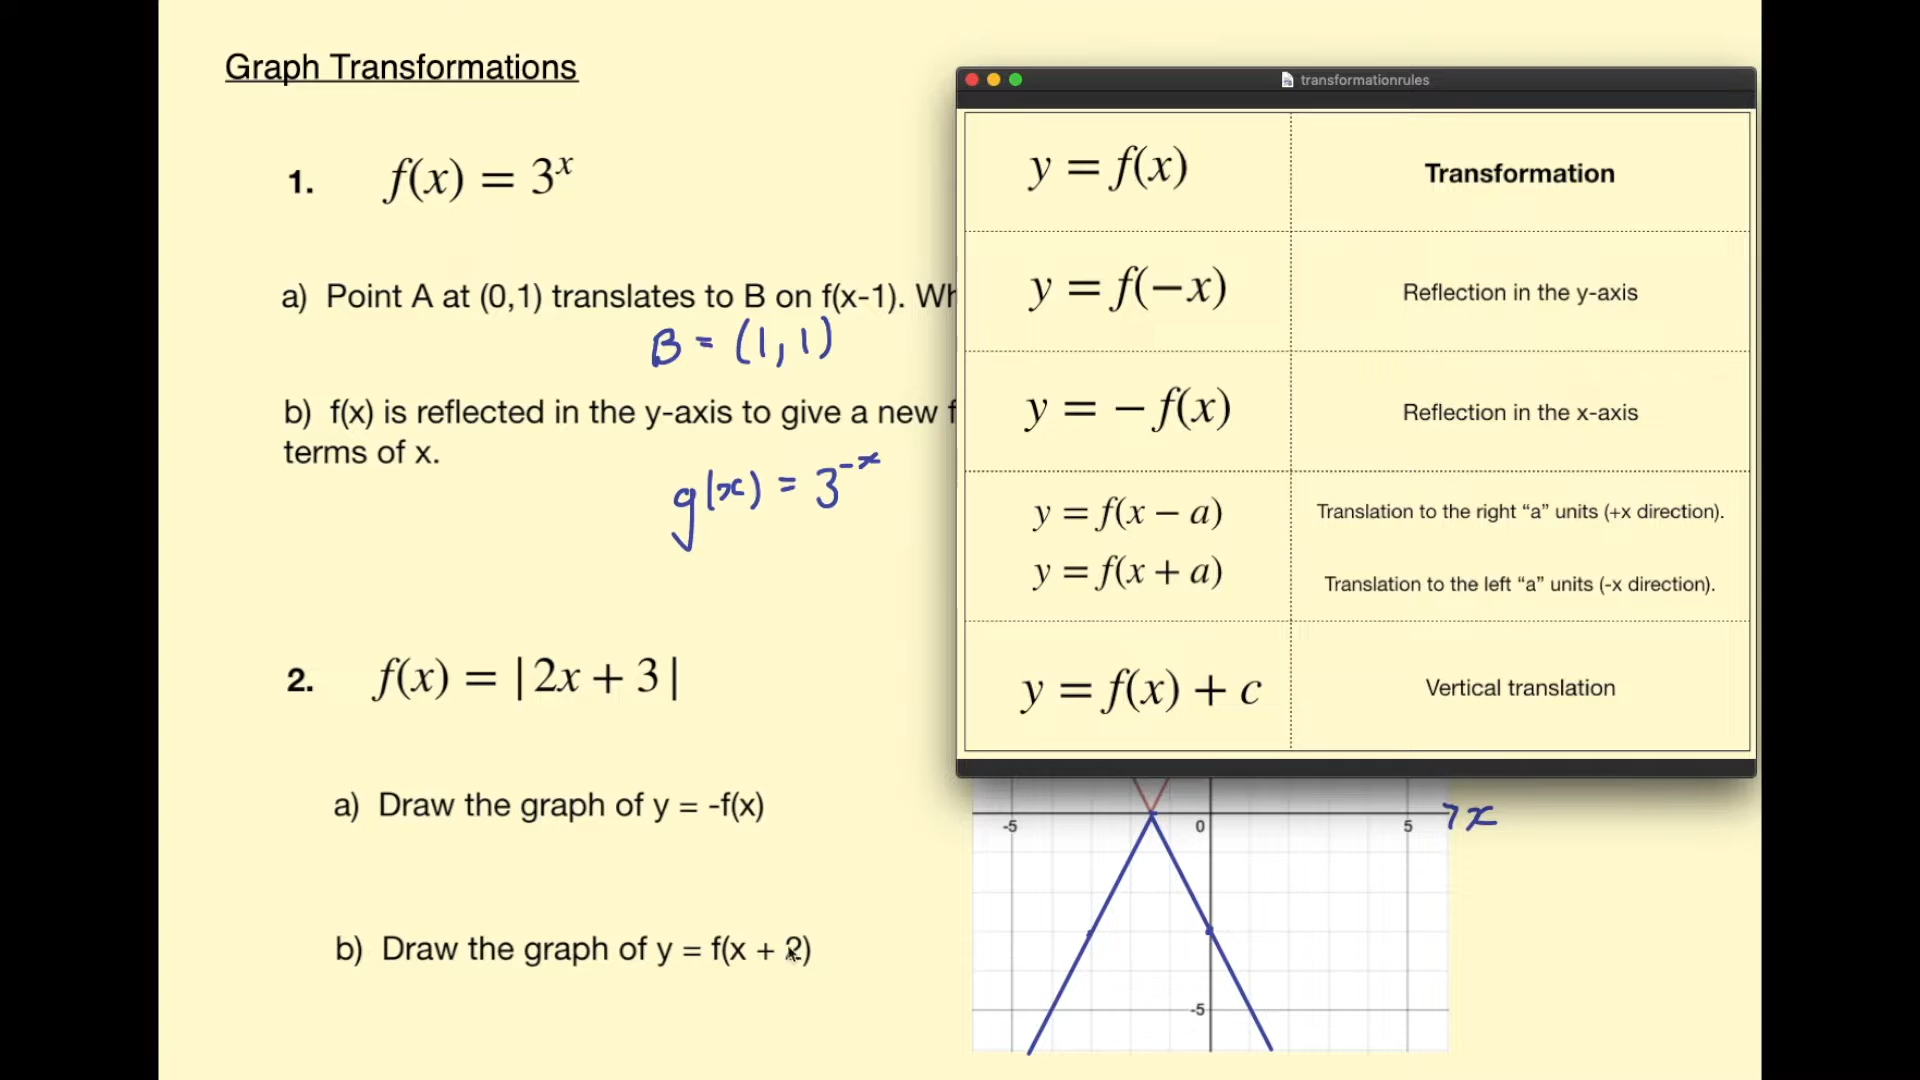 Graph Transformations
1. f(x) = 3^x
a) Point A at (0,1) translates to B on f(x-1). Wh
B = (1, 1)
b) f(x) is reflected in the y-axis to give a new f
terms of x.
g(x) = 3^-x
2. f(x) = |2x + 3|
a) Draw the graph of y = -f(x)
b) Draw the graph of y = f(x + 2)
transformationrules
y = f(x) Transformation
y = f(−x) Reflection in the y-axis
y = − f(x) Reflection in the x-axis
y = f(x − a) Translation to the right “a” units (+x direction).
y = f(x + a) Translation to the left “a” units (-x direction).
y = f(x) + c Vertical translation
-5 0 5 x
-5